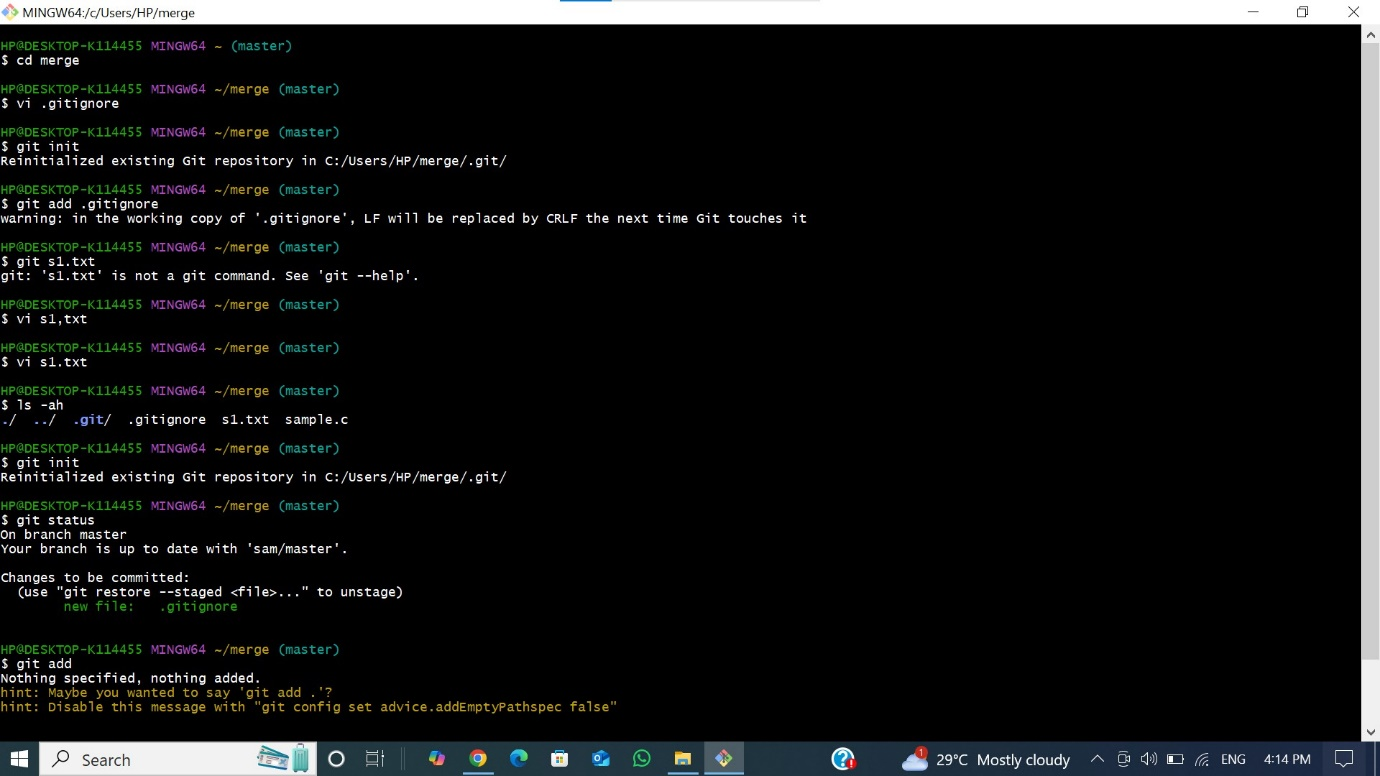 MINGW64:/c/Users/HP/merge
HP@DESKTOP-K114455 MINGW64 ~ (master)
$ cd merge
HP@DESKTOP-K114455 MINGW64 ~/merge (master)
$ vi .gitignore
HP@DESKTOP-K114455 MINGW64 ~/merge (master)
$ git init
Reinitialized existing Git repository in C:/Users/HP/merge/.git/
HP@DESKTOP-K114455 MINGW64 ~/merge (master)
$ git add .gitignore
warning: in the working copy of '.gitignore', LF will be replaced by CRLF the next time Git touches it
HP@DESKTOP-K114455 MINGW64 ~/merge (master)
$ git s1.txt
git: 's1.txt' is not a git command. See 'git --help'.
HP@DESKTOP-K114455 MINGW64 ~/merge (master)
$ vi s1,txt
HP@DESKTOP-K114455 MINGW64 ~/merge (master)
$ vi s1.txt
HP@DESKTOP-K114455 MINGW64 ~/merge (master)
$ ls -ah
./  ../  .git/  .gitignore  s1.txt  sample.c
HP@DESKTOP-K114455 MINGW64 ~/merge (master)
$ git init
Reinitialized existing Git repository in C:/Users/HP/merge/.git/
HP@DESKTOP-K114455 MINGW64 ~/merge (master)
$ git status
On branch master
Your branch is up to date with 'sam/master'.
Changes to be committed:
  (use "git restore --staged <file>..." to unstage)
        new file:   .gitignore
HP@DESKTOP-K114455 MINGW64 ~/merge (master)
$ git add
Nothing specified, nothing added.
hint: Maybe you wanted to say 'git add .'?
hint: Disable this message with "git config set advice.addEmptyPathspec false"
Search
1
29°C Mostly cloudy
ENG
4:14 PM